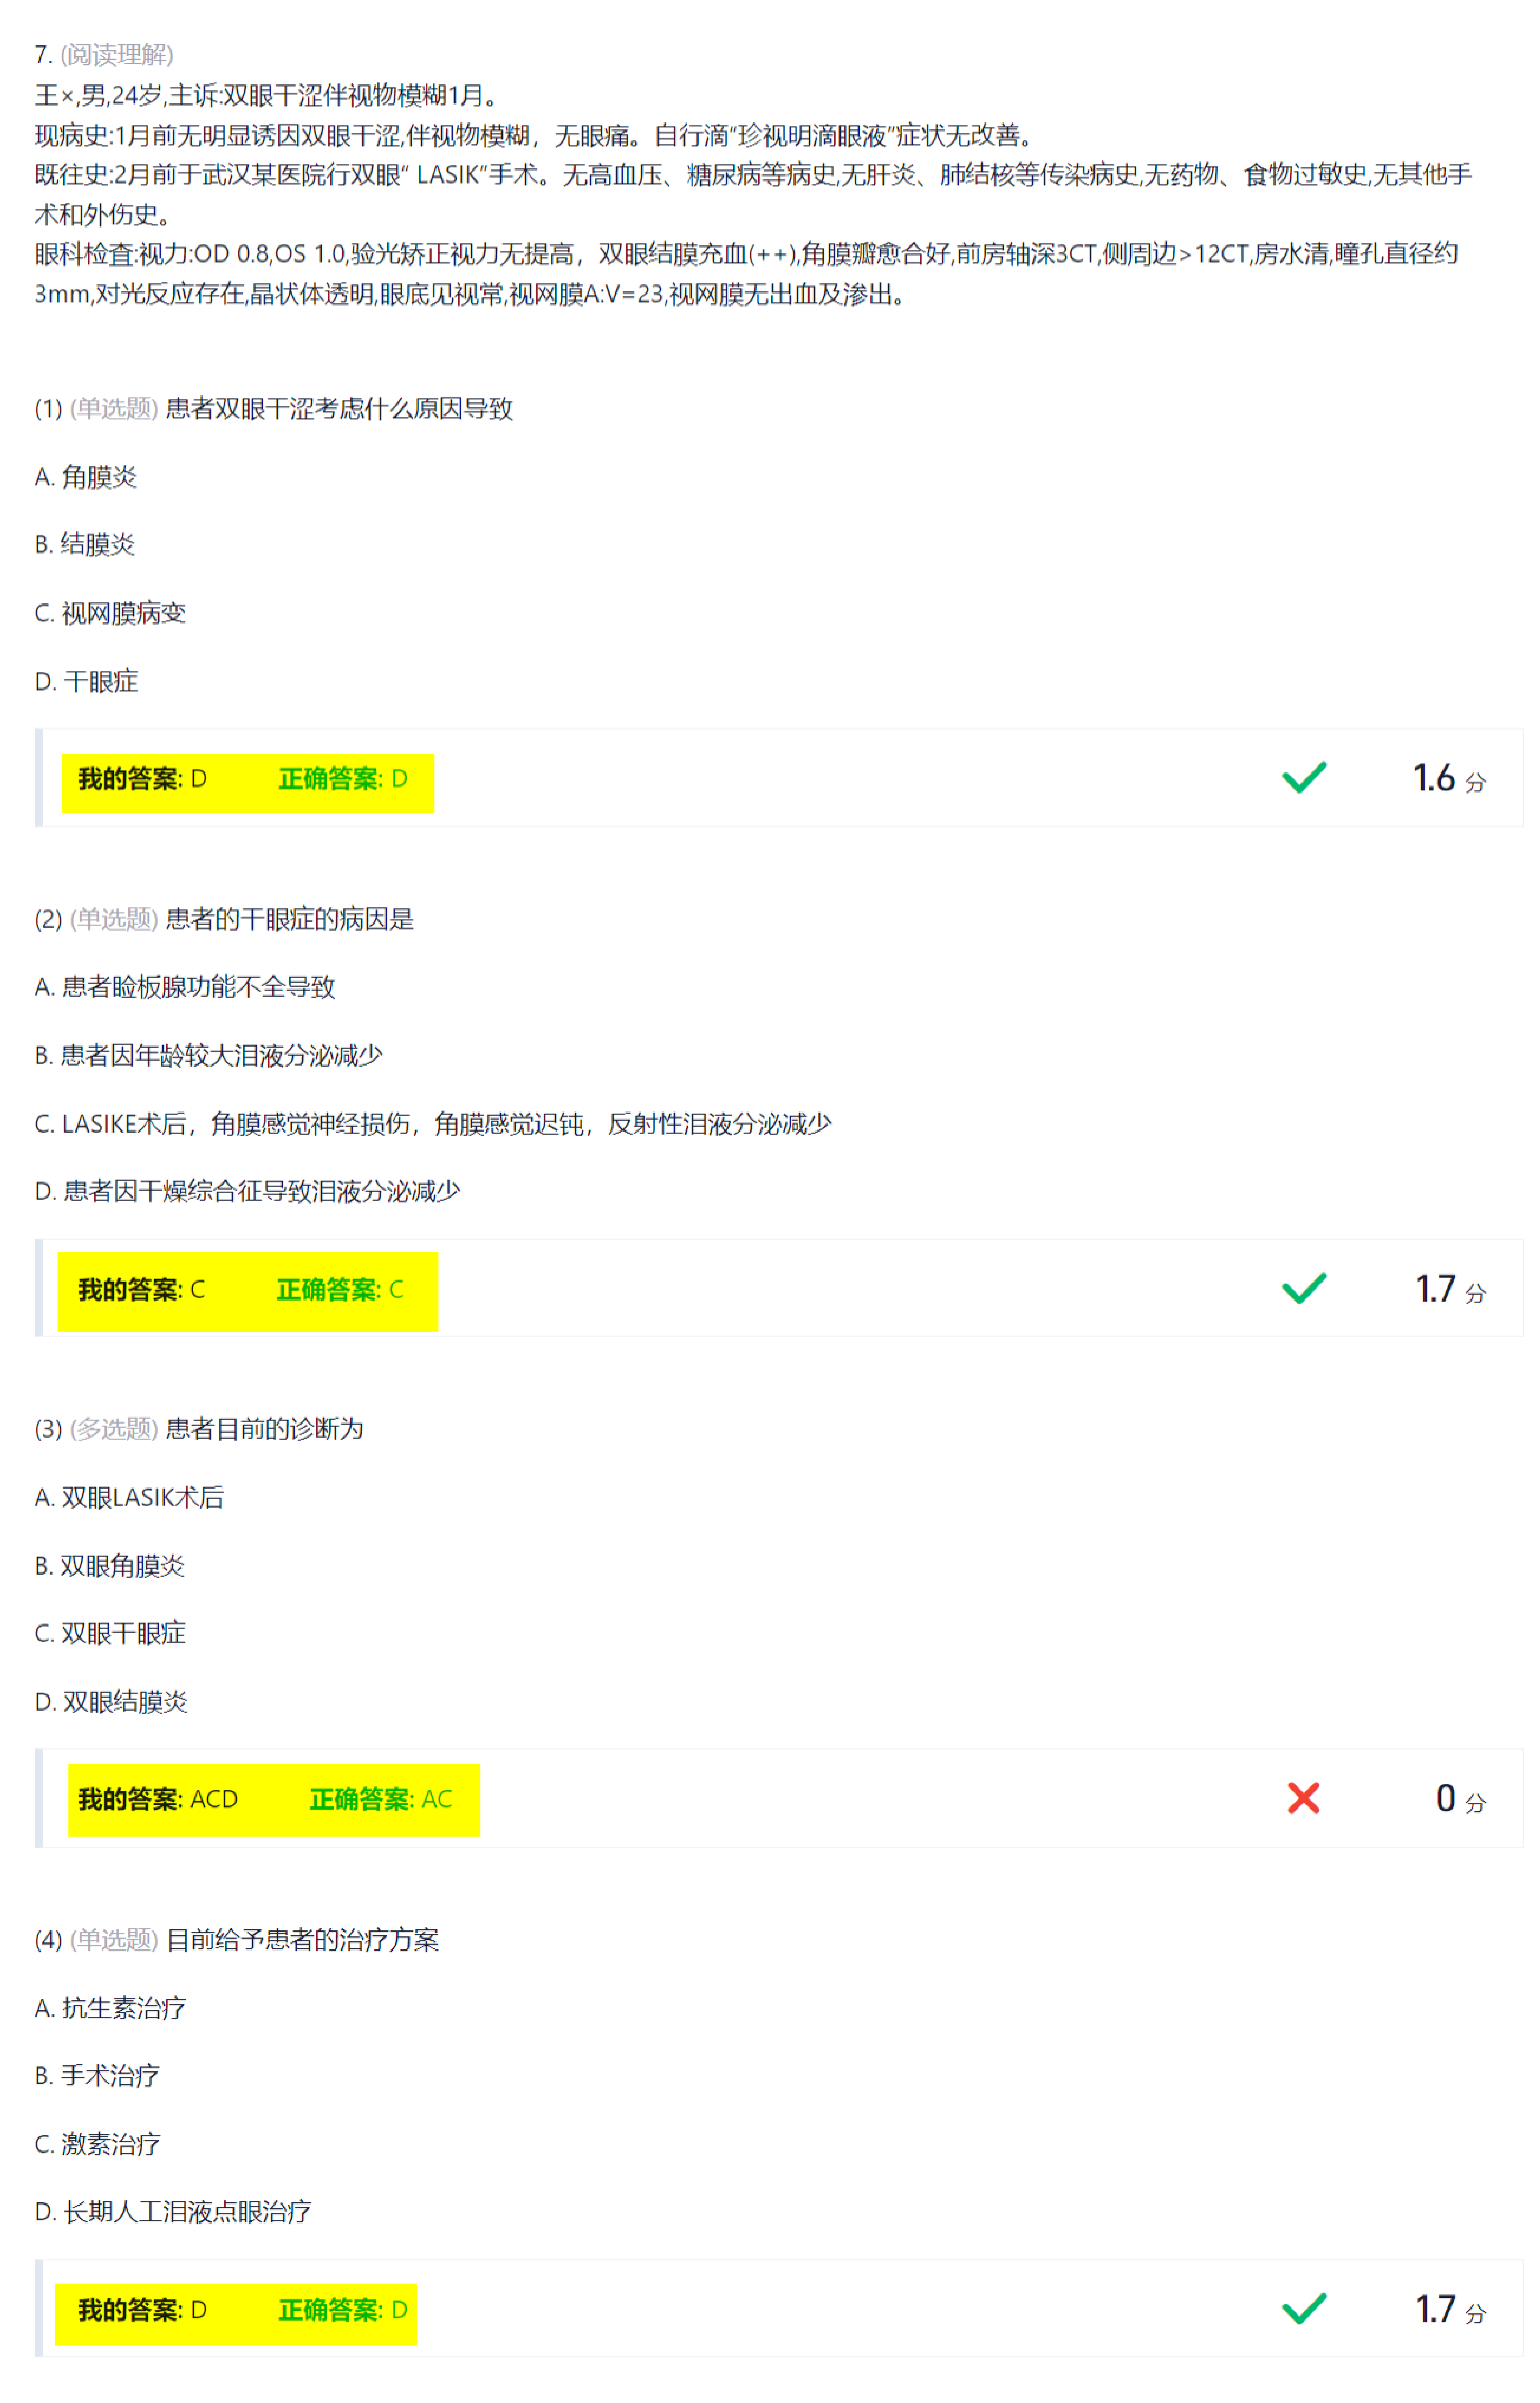 7. (阅读理解)
王×,男,24岁,主诉:双眼干涩伴视物模糊1月。
现病史:1月前无明显诱因双眼干涩,伴视物模糊，无眼痛。自行滴“珍视明滴眼液”症状无改善。
既往史:2月前于武汉某医院行双眼“ LASIK”手术。无高血压、糖尿病等病史,无肝炎、肺结核等传染病史,无药物、食物过敏史,无其他手
术和外伤史。
眼科检查:视力:OD 0.8,OS 1.0,验光矫正视力无提高，双眼结膜充血(++),角膜瓣愈合好,前房轴深3CT,侧周边>12CT,房水清,瞳孔直径约
3mm,对光反应存在,晶状体透明,眼底见视常,视网膜A:V=23,视网膜无出血及渗出。
(1) (单选题) 患者双眼干涩考虑什么原因导致
A. 角膜炎
B. 结膜炎
C. 视网膜病变
D. 干眼症
我的答案: D 正确答案: D 1.6 分
(2) (单选题) 患者的干眼症的病因是
A. 患者睑板腺功能不全导致
B. 患者因年龄较大泪液分泌减少
C. LASIKE术后，角膜感觉神经损伤，角膜感觉迟钝，反射性泪液分泌减少
D. 患者因干燥综合征导致泪液分泌减少
我的答案: C 正确答案: C 1.7 分
(3) (多选题) 患者目前的诊断为
A. 双眼LASIK术后
B. 双眼角膜炎
C. 双眼干眼症
D. 双眼结膜炎
我的答案: ACD 正确答案: AC 0 分
(4) (单选题) 目前给予患者的治疗方案
A. 抗生素治疗
B. 手术治疗
C. 激素治疗
D. 长期人工泪液点眼治疗
我的答案: D 正确答案: D 1.7 分